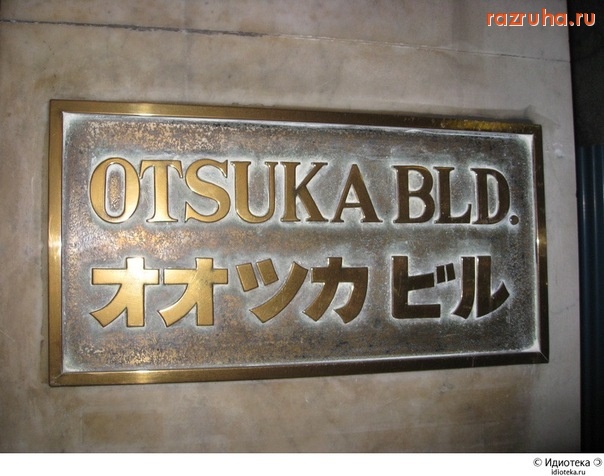 razruha.ru
OTSUKA BLD.
オオツカ ビル
© Идиотека
idioteka.ru